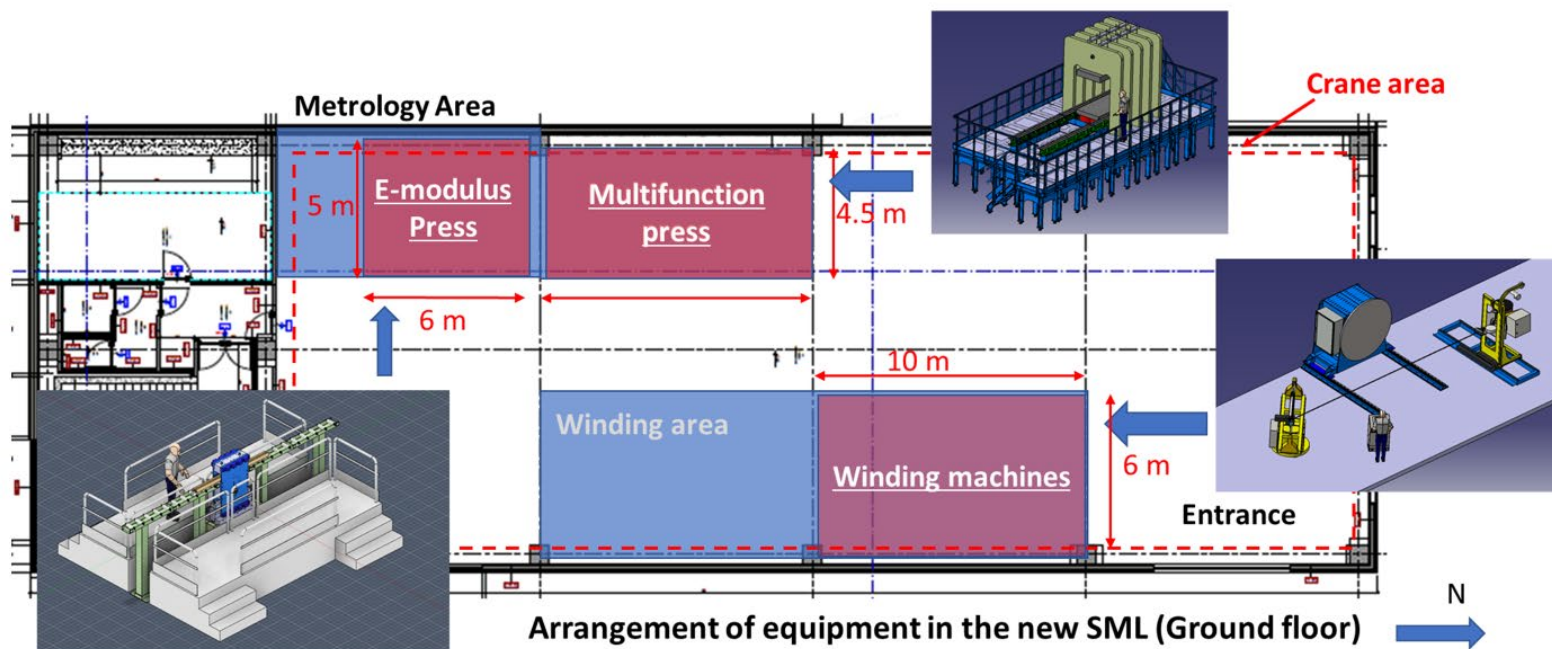 Metrology Area
Crane area
5 m
E-modulus
Press
Multifunction
press
4.5 m
6 m
10 m
Winding area
Winding machines
6 m
Entrance
Arrangement of equipment in the new SML (Ground floor)
N